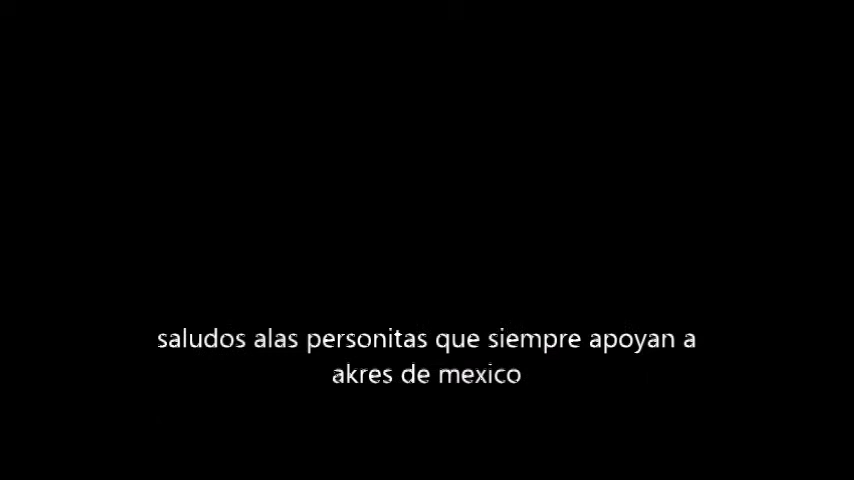 saludos alas personitas que siempre apoyan a
akres de mexico